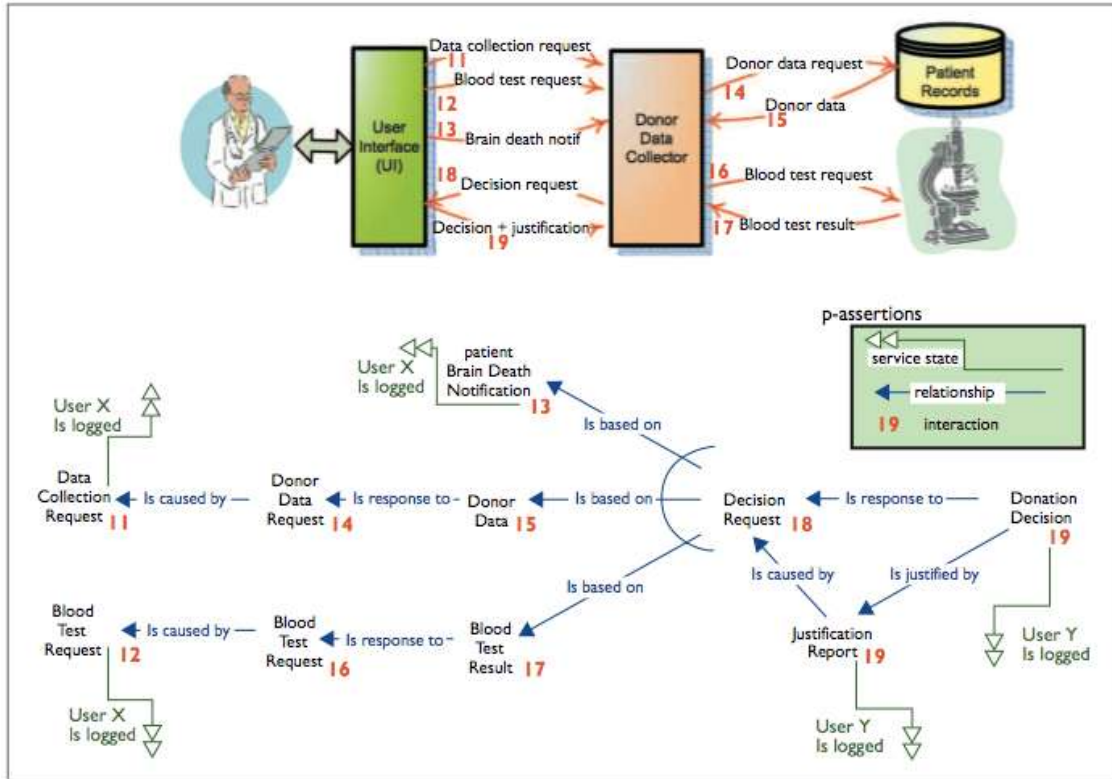 Data collection request
11
Blood test request
12
13
Brain death notif
18
Decision request
Decision + justification
19
User
Interface
(UI)
Donor
Data
Collector
Donor data request
14
Donor data
15
16
Blood test request
17
Blood test result
Patient
Records
p-assertions
service state
relationship
19 interaction
User X
Is logged
patient
Brain Death
Notification
13
Is based on
User X
Is logged
Data
Collection
Request
11
Is caused by
Donor
Data
Request
14
Is response to
Donor
Data
15
Is based on
Decision
Request
18
Is response to
Donation
Decision
19
Is based on
Is caused by
Is justified by
Blood
Test
Request
12
Is caused by
Blood
Test
Request
16
Is response to
Blood
Test
Result
17
Justification
Report
19
User Y
Is logged
User X
Is logged
User Y
Is logged